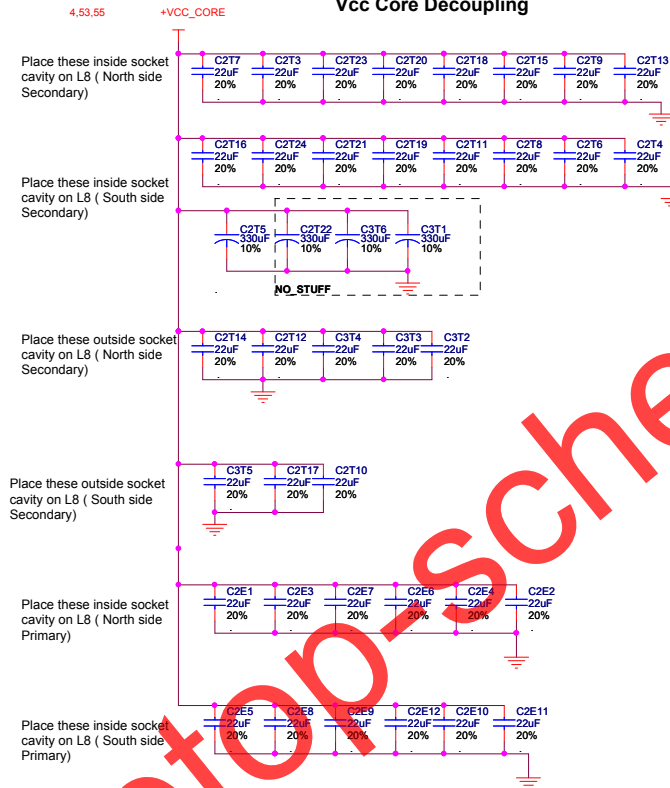 4,53,55 +VCC_CORE Vcc Core Decoupling
Place these inside socket
cavity on L8 ( North side
Secondary)
C2T7 C2T3 C2T23 C2T20 C2T18 C2T15 C2T9 C2T13
22uF 22uF 22uF 22uF 22uF 22uF 22uF 22uF
20% 20% 20% 20% 20% 20% 20% 20%
Place these inside socket
cavity on L8 ( South side
Secondary)
C2T16 C2T24 C2T21 C2T19 C2T11 C2T8 C2T6 C2T4
22uF 22uF 22uF 22uF 22uF 22uF 22uF 22uF
20% 20% 20% 20% 20% 20% 20% 20%
C2T5 C2T22 C3T6 C3T1
330uF 330uF 330uF 330uF
10% 10% 10% 10%
NO_STUFF
Place these outside socket
cavity on L8 ( North side
Secondary)
C2T14 C2T12 C3T4 C3T3 C3T2
22uF 22uF 22uF 22uF 22uF
20% 20% 20% 20% 20%
Place these outside socket
cavity on L8 ( South side
Secondary)
C3T5 C2T17 C2T10
22uF 22uF 22uF
20% 20% 20%
Place these inside socket
cavity on L8 ( North side
Primary)
C2E1 C2E3 C2E7 C2E6 C2E4 C2E2
22uF 22uF 22uF 22uF 22uF 22uF
20% 20% 20% 20% 20% 20%
Place these inside socket
cavity on L8 ( South side
Primary)
C2E5 C2E8 C2E9 C2E12 C2E10 C2E11
22uF 22uF 22uF 22uF 22uF 22uF
20% 20% 20% 20% 20% 20%
top-sche